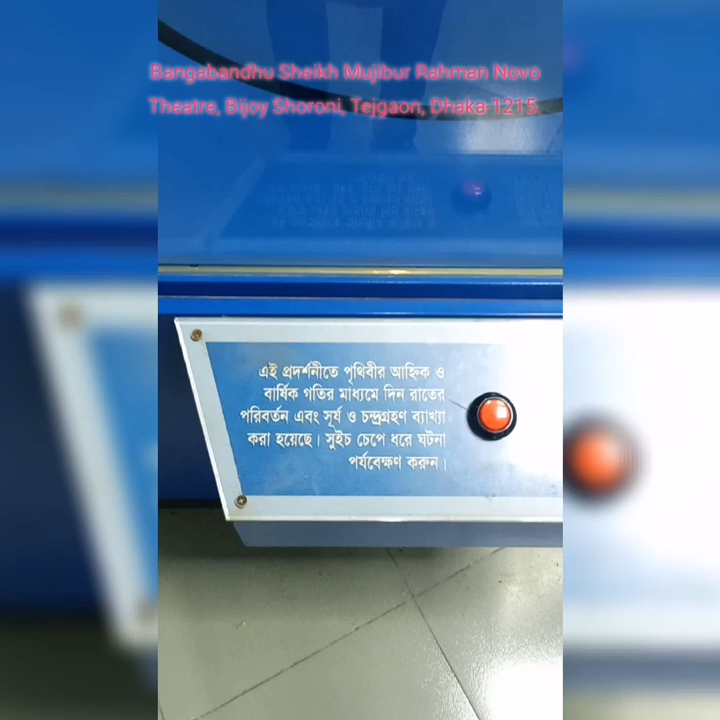 Bangabandhu Sheikh Mujibur Rahman Novo
Theatre, Bijoy Shoroni, Tejgaon, Dhaka-1215
এই প্রদর্শনীতে পৃথিবীর আহ্নিক ও
বার্ষিক গতির মাধ্যমে দিন রাতের
পরিবর্তন এবং সূর্য ও চন্দ্রগ্রহণ ব্যাখ্যা
করা হয়েছে। সুইচ চেপে ধরে ঘটনা
পর্যবেক্ষণ করুন।